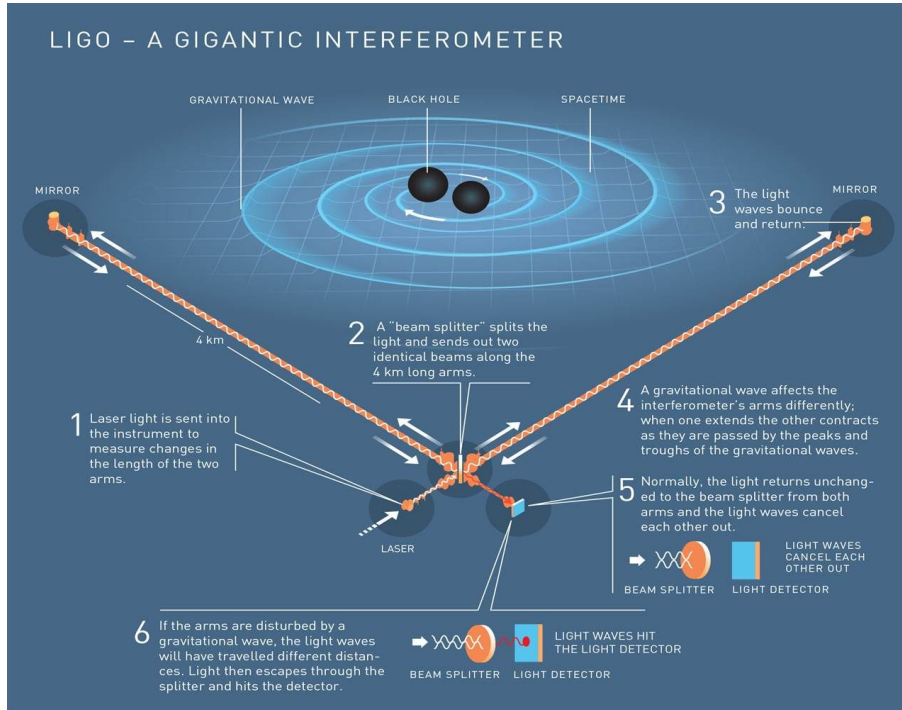 LIGO – A GIGANTIC INTERFEROMETER
GRAVITATIONAL WAVE
BLACK HOLE
SPACETIME
MIRROR
MIRROR
3 The light
waves bounce
and return.
4 km
2 A “beam splitter” splits the
light and sends out two
identical beams along the
4 km long arms.
1 Laser light is sent into
the instrument to
measure changes in
the length of the two
arms.
4 A gravitational wave affects the
interferometer’s arms differently;
when one extends the other contracts
as they are passed by the peaks and
troughs of the gravitational waves.
5 Normally, the light returns unchang-
ed to the beam splitter from both
arms and the light waves cancel
each other out.
LASER
LIGHT WAVES
CANCEL EACH
OTHER OUT
BEAM SPLITTER
LIGHT DETECTOR
6 If the arms are disturbed by a
gravitational wave, the light waves
will have travelled different distan-
ces. Light then escapes through the
splitter and hits the detector.
LIGHT WAVES HIT
THE LIGHT DETECTOR
BEAM SPLITTER
LIGHT DETECTOR